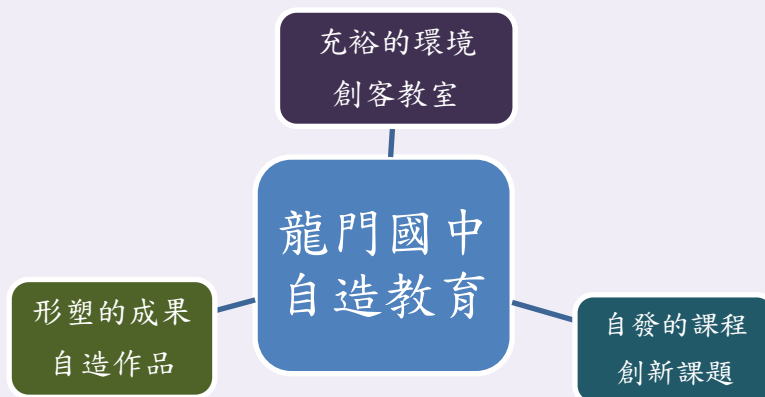 充裕的環境
創客教室
龍門國中
自造教育
形塑的成果
自造作品
自發的課程
創新課題